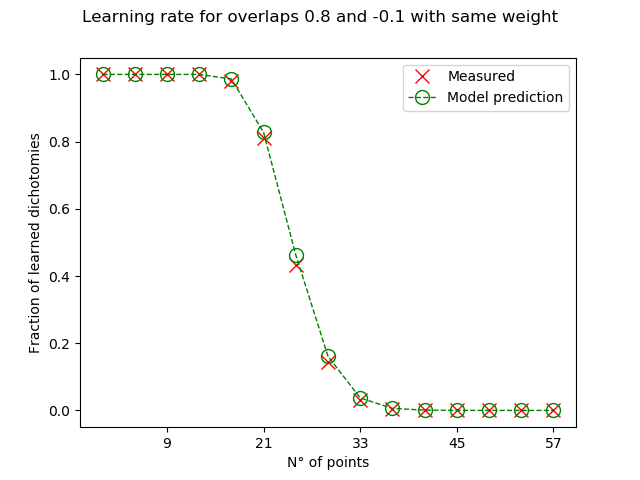 Learning rate for overlaps 0.8 and -0.1 with same weight
Measured
Model prediction
1.0
0.8
0.6
0.4
0.2
0.0
Fraction of learned dichotomies
9 21 33 45 57
N° of points